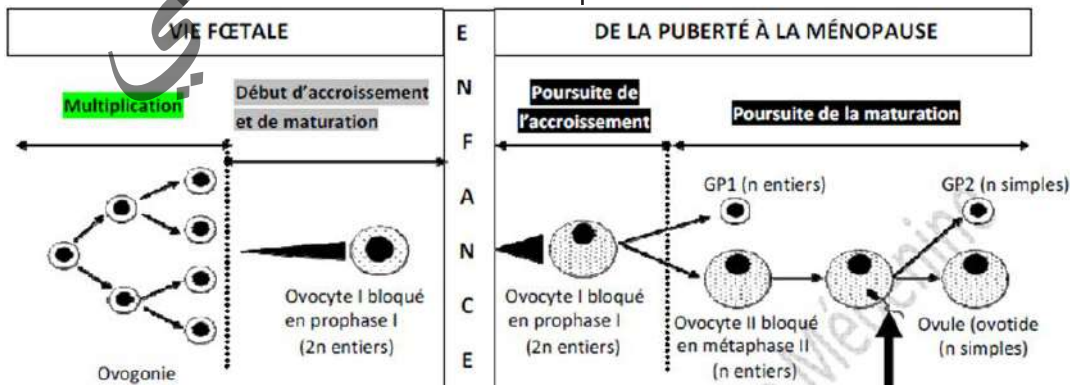 VIE FŒTALE
E
N
F
A
N
C
E
DE LA PUBERTÉ À LA MÉNOPAUSE
Multiplication
Début d'accroissement
et de maturation
Poursuite de
l'accroissement
Poursuite de la maturation
GP1 (n entiers)
GP2 (n simples)
Ovocyte I bloqué
en prophase I
(2n entiers)
Ovogonie
Ovocyte I bloqué
en prophase I
(2n entiers)
Ovocyte II bloqué
en métaphase II
(n entiers)
Ovule (ovotide
(n simples)